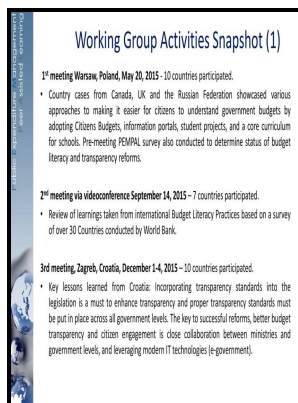 Working Group Activities Snapshot (1)
1st meeting Warsaw, Poland, May 20, 2015 - 10 countries participated.
• Country cases from Canada, UK and the Russian Federation showcased various
approaches to making it easier for citizens to understand government budgets by
adopting Citizens Budgets, information portals, student projects, and a core curriculum
for schools. Pre-meeting PEMPAL survey also conducted to determine status of budget
literacy and transparency reforms.
2nd meeting via videoconference September 14, 2015 – 7 countries participated.
• Review of learnings taken from international Budget Literacy Practices based on a survey
of over 30 Countries conducted by World Bank.
3rd meeting, Zagreb, Croatia, December 1-4, 2015 – 10 countries participated.
• Key lessons learned from Croatia: Incorporating transparency standards into the
legislation is a must to enhance transparency and proper transparency standards must
be put in place across all government levels. The key to successful reforms, better budget
transparency and citizen engagement is close collaboration between ministries and
government levels, and leveraging modern IT technologies (e-government).